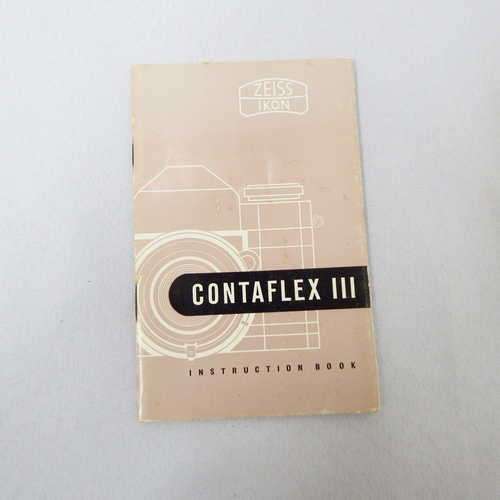 ZEISS
IKON
CONTAFLEX III
INSTRUCTION BOOK